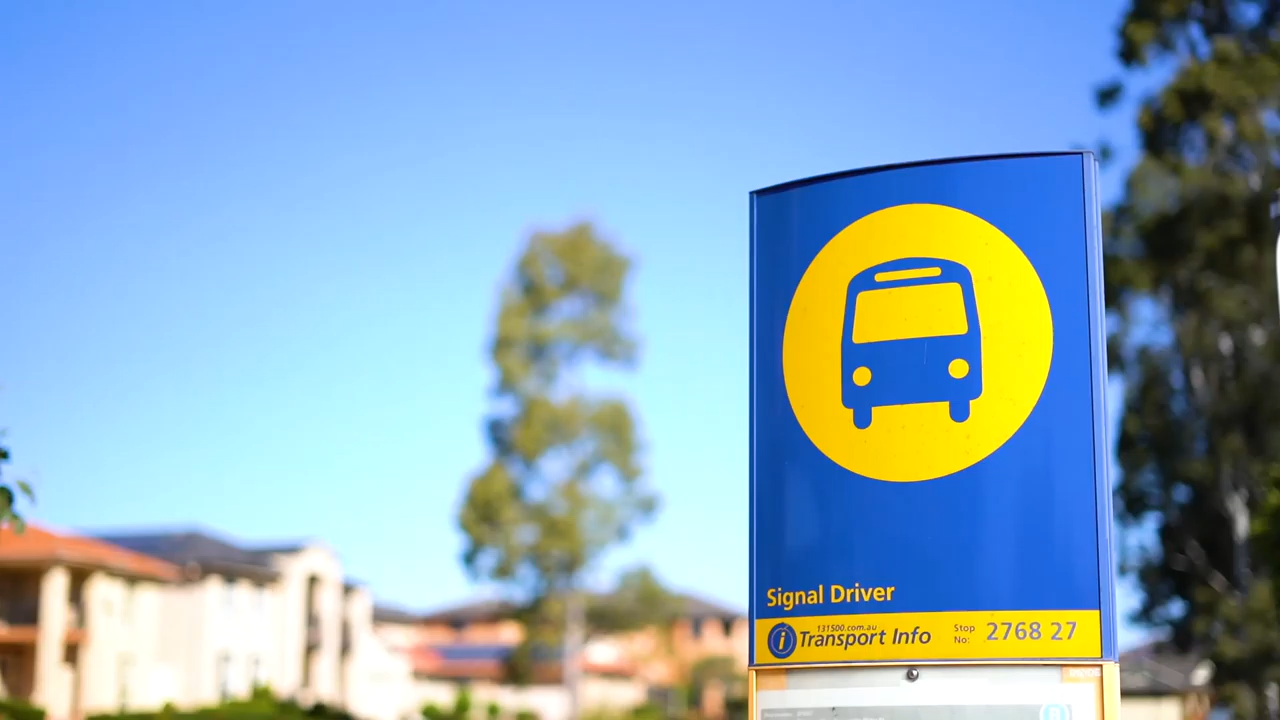 Signal Driver
131500.com.au
Transport Info
Stop
No:
2768 27